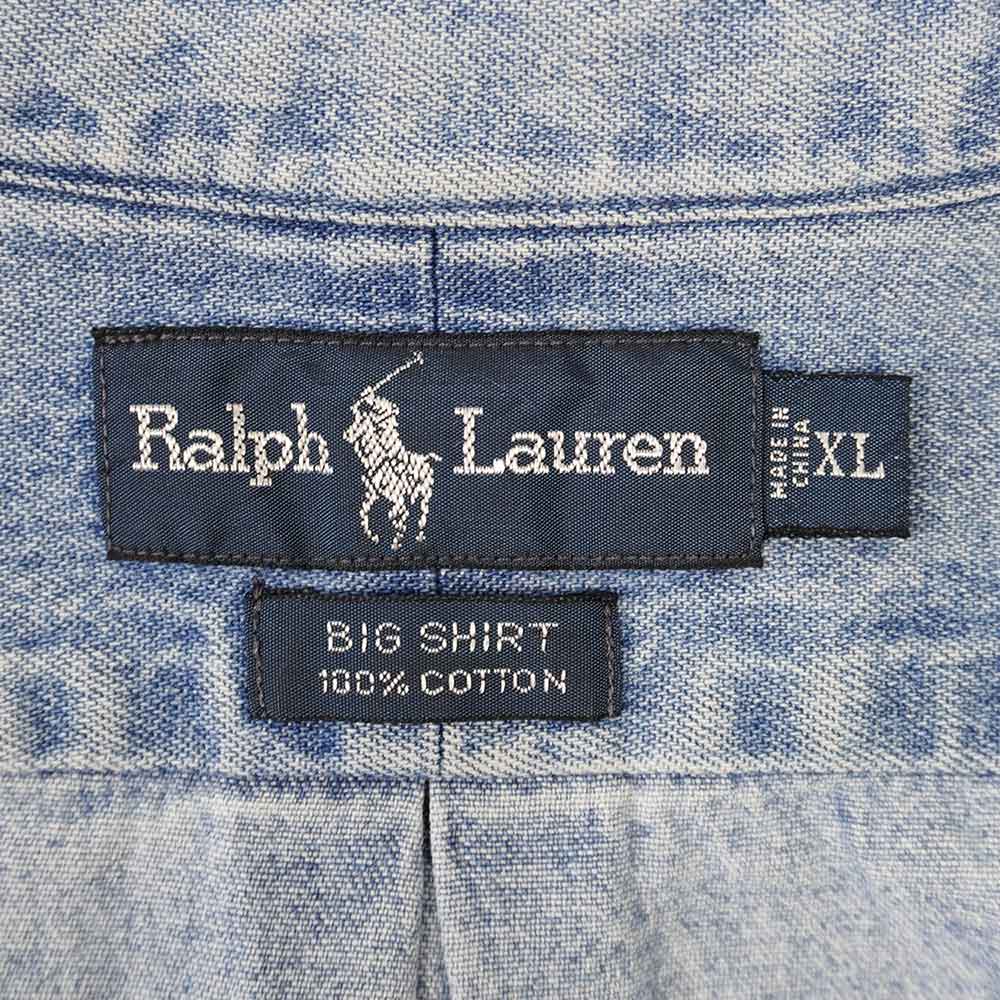 Ralph Lauren
MADE IN
CHINA
XL
BIG SHIRT
100% COTTON